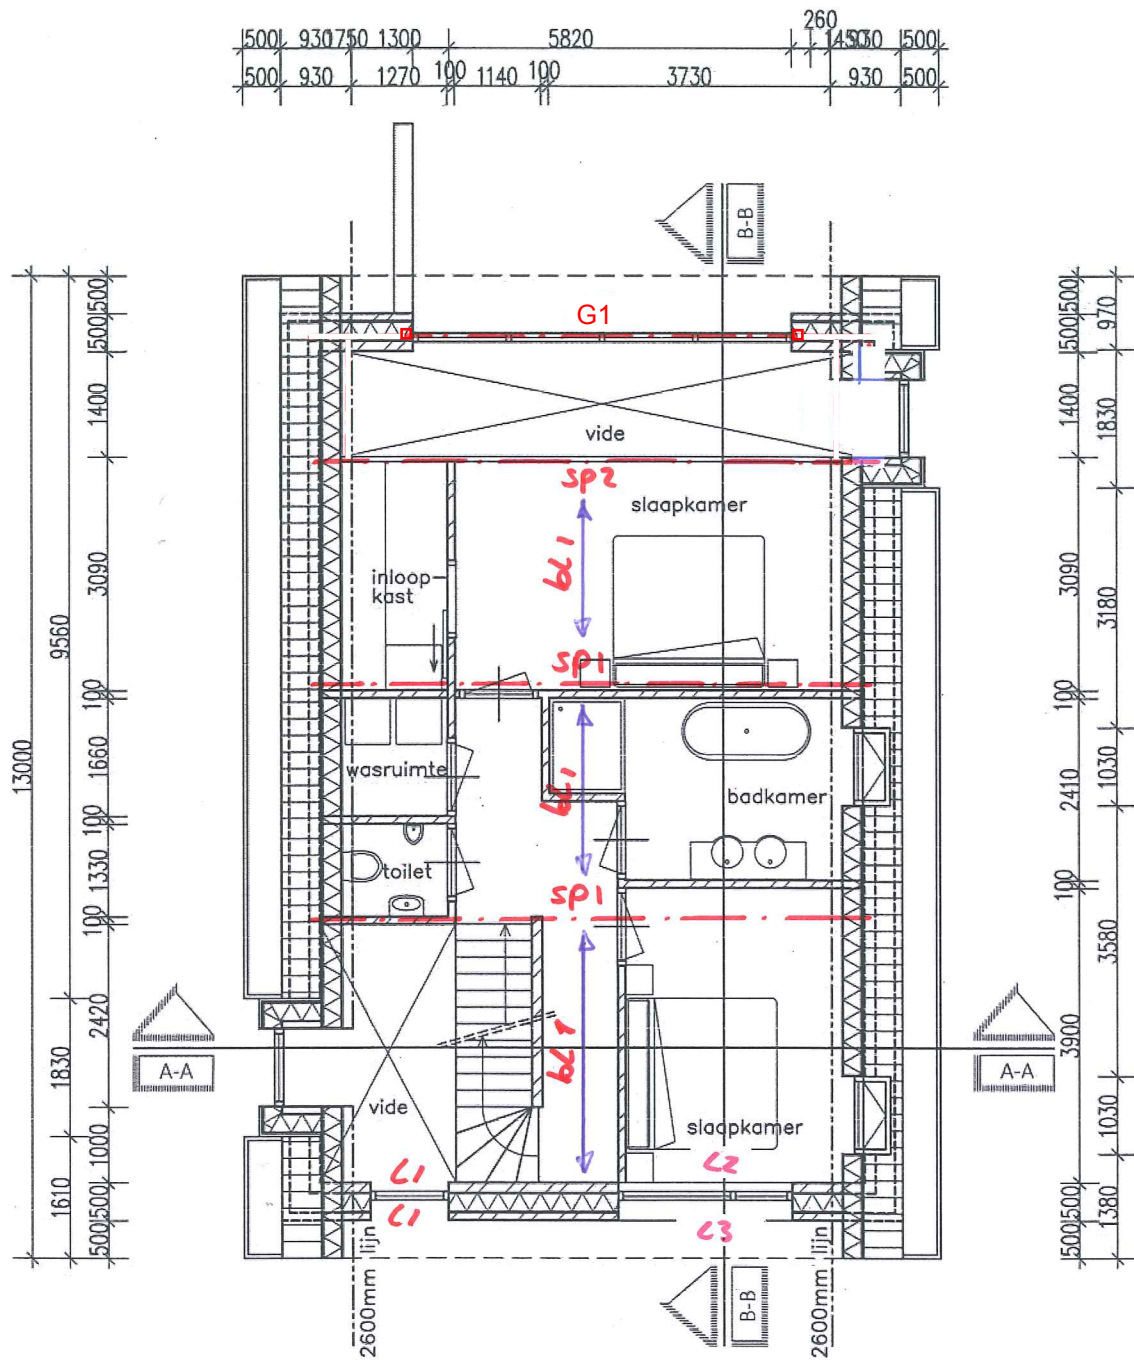 260
500 930 1750 1300 5820 1450 930 500
500 930 1270 100 1140 100 3730 930 500
B-B
G1
vide
sp2
slaapkamer
bL1
inloop-
kast
sp1
wasruimte
bL1
badkamer
toilet
sp1
bL1
A-A
A-A
vide
slaapkamer
L1
L2
L1
L3
2600mm lijn
B-B
2600mm lijn
13000
9560
1830
1610
500
500
1400
3090
100
1660
100
1330
100
2420
1000
500
500
500
500
1400
3090
100
2410
100
3900
500
500
970
1830
3180
1030
3580
1030
1380